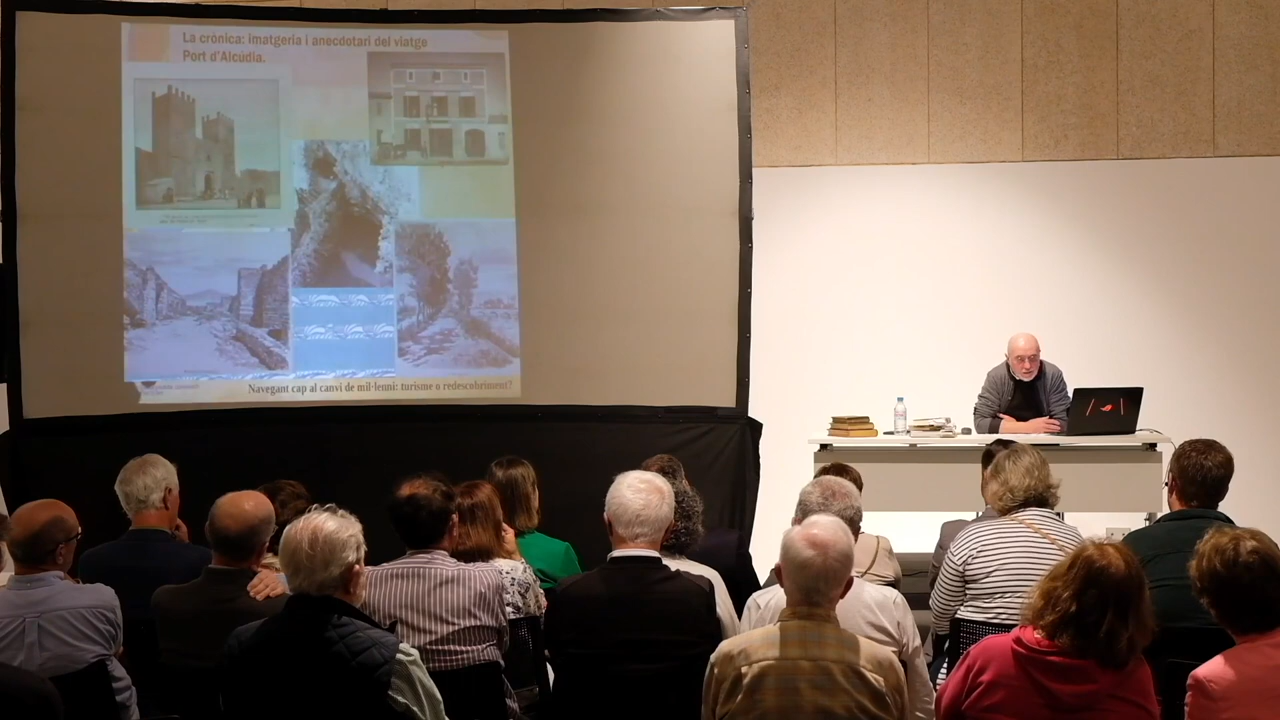 La crònica: imatgeria i anecdotari del viatge
Port d'Alcúdia.
Navegant cap al canvi de mil·lenni: turisme o redescobriment?